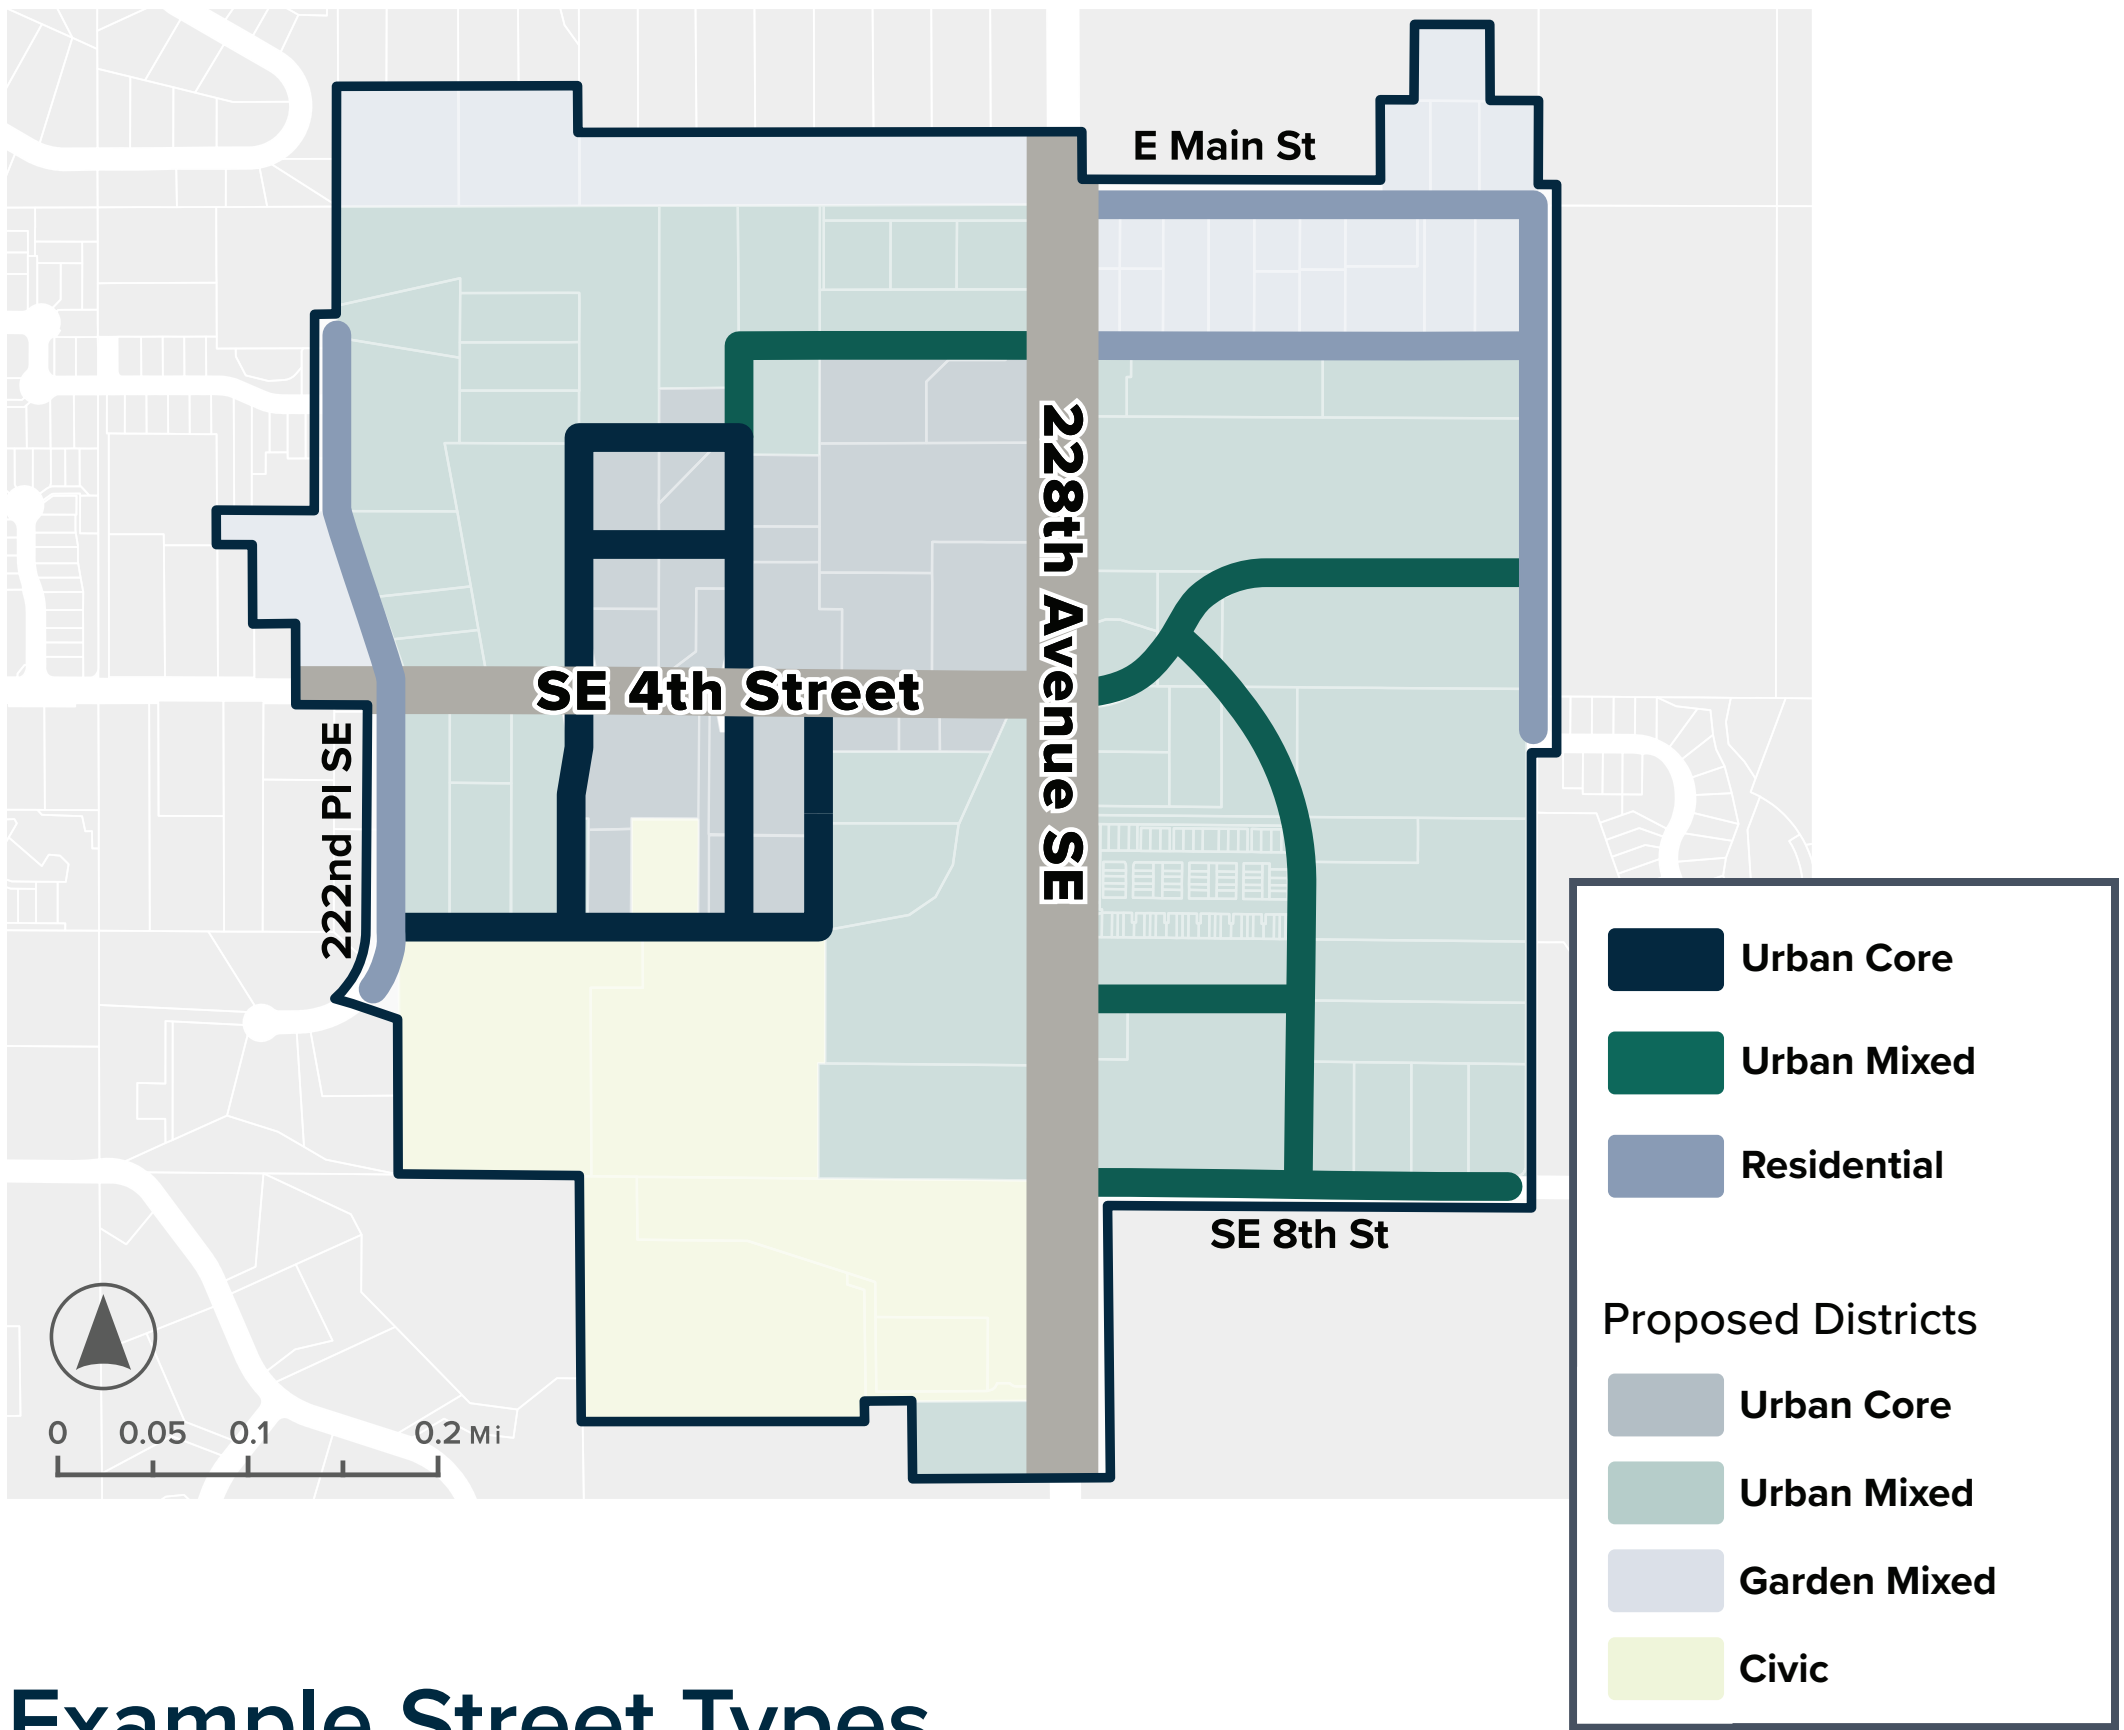 E Main St
228th Avenue SE
SE 4th Street
222nd Pl SE
SE 8th St
0 0.05 0.1 0.2 Mi
Urban Core
Urban Mixed
Residential
Proposed Districts
Urban Core
Urban Mixed
Garden Mixed
Civic
Example Street Types